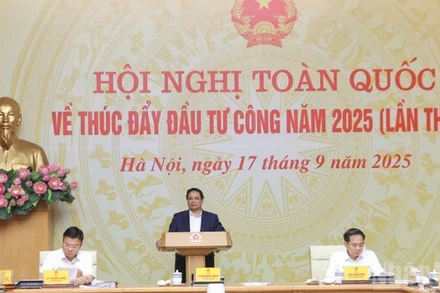 HỘI NGHỊ TOÀN QUỐC
VỀ THÚC ĐẨY ĐẦU TƯ CÔNG NĂM 2025 (LẦN TH
Hà Nội, ngày 17 tháng 9 năm 2025